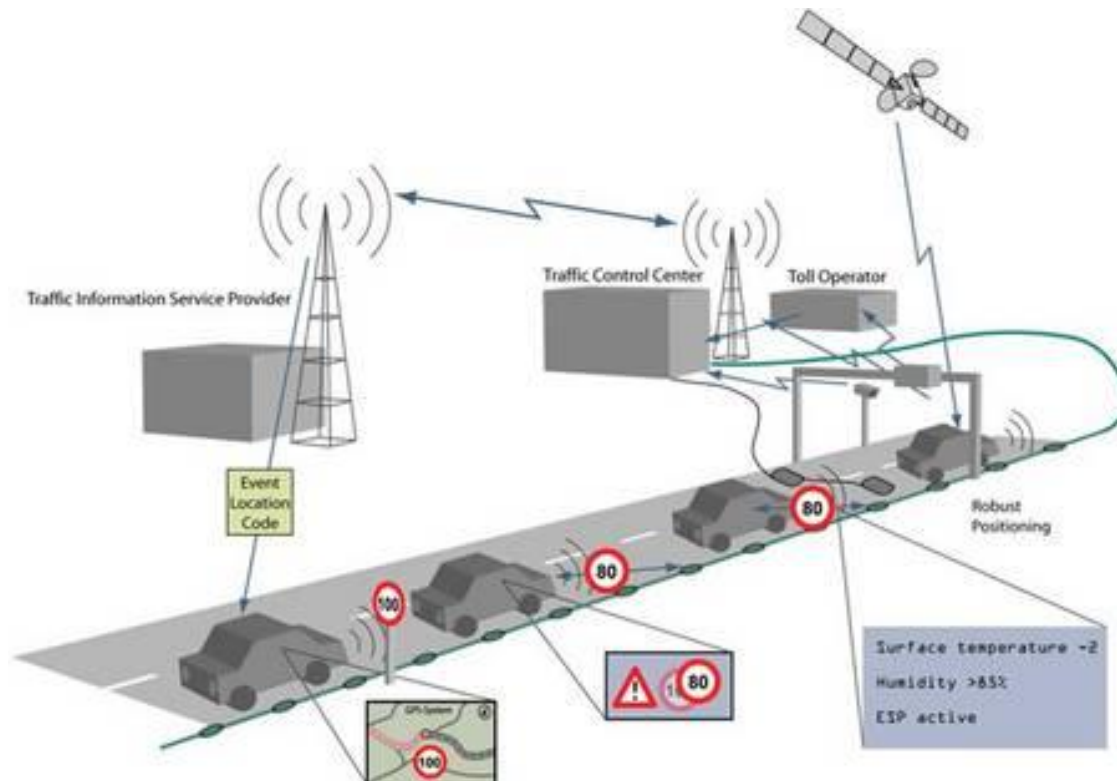 Traffic Information Service Provider
Traffic Control Center
Toll Operator
Event
Location
Code
Robust
Positioning
100
80
80
80
GPS-System
100
Surface temperature -2
Humidity >85%
ESP active